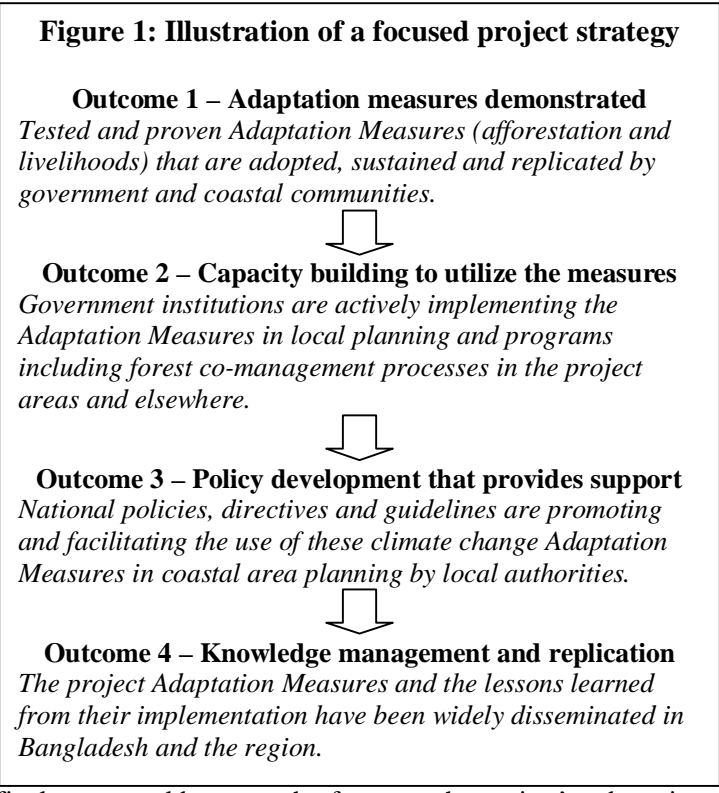 Figure 1: Illustration of a focused project strategy
Outcome 1 – Adaptation measures demonstrated
Tested and proven Adaptation Measures (afforestation and
livelihoods) that are adopted, sustained and replicated by
government and coastal communities.
Outcome 2 – Capacity building to utilize the measures
Government institutions are actively implementing the
Adaptation Measures in local planning and programs
including forest co-management processes in the project
areas and elsewhere.
Outcome 3 – Policy development that provides support
National policies, directives and guidelines are promoting
and facilitating the use of these climate change Adaptation
Measures in coastal area planning by local authorities.
Outcome 4 – Knowledge management and replication
The project Adaptation Measures and the lessons learned
from their implementation have been widely disseminated in
Bangladesh and the region.